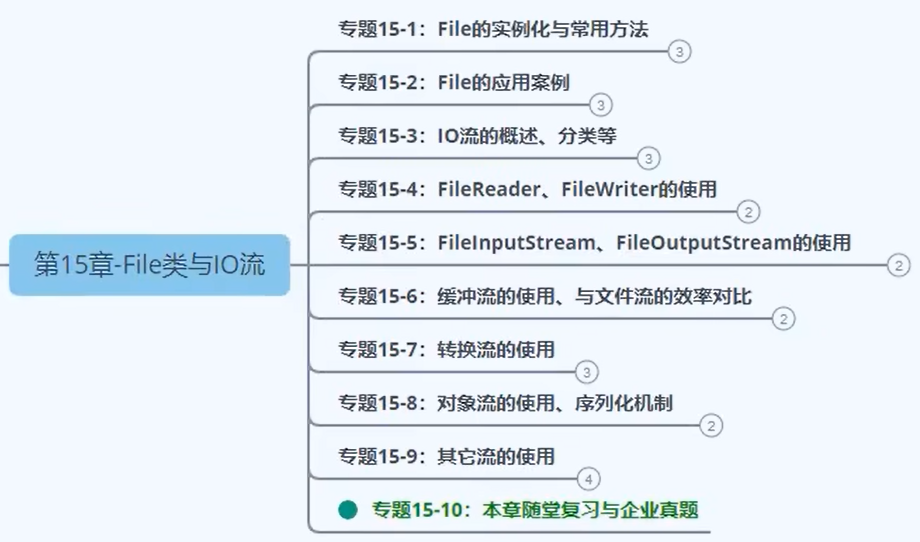 专题15-1：File的实例化与常用方法
3
专题15-2：File的应用案例
3
专题15-3：IO流的概述、分类等
3
专题15-4：FileReader、FileWriter的使用
2
专题15-5：FileInputStream、FileOutputStream的使用
2
第15章-File类与IO流
专题15-6：缓冲流的使用、与文件流的效率对比
2
专题15-7：转换流的使用
3
专题15-8：对象流的使用、序列化机制
2
专题15-9：其它流的使用
4
专题15-10：本章随堂复习与企业真题